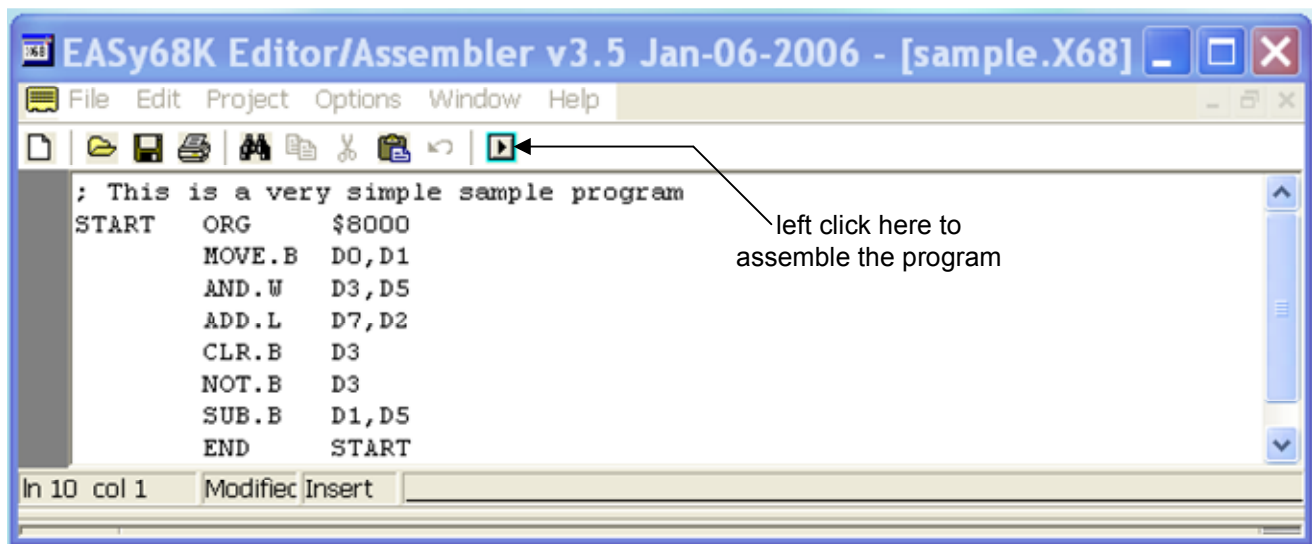 EASy68K Editor/Assembler v3.5 Jan-06-2006 - [sample.X68]
File Edit Project Options Window Help
; This is a very simple sample program
START ORG $8000
MOVE.B D0,D1
AND.W D3,D5
ADD.L D7,D2
CLR.B D3
NOT.B D3
SUB.B D1,D5
END START
left click here to
assemble the program
ln 10 col 1 Modifiec Insert